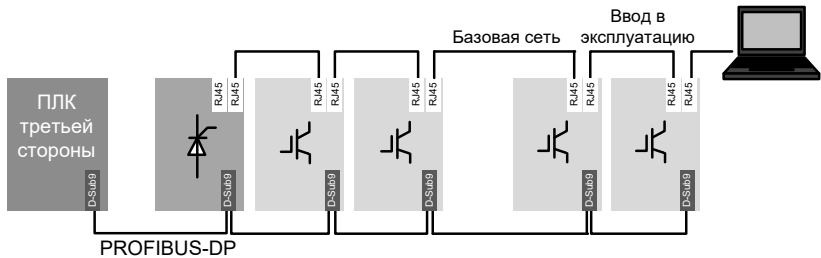 Базовая сеть
Ввод в
эксплуатацию
RJ45
RJ45
RJ45
RJ45
RJ45
RJ45
RJ45
RJ45
RJ45
RJ45
ПЛК
третьей
стороны
D-Sub9
D-Sub9
D-Sub9
D-Sub9
D-Sub9
D-Sub9
PROFIBUS-DP